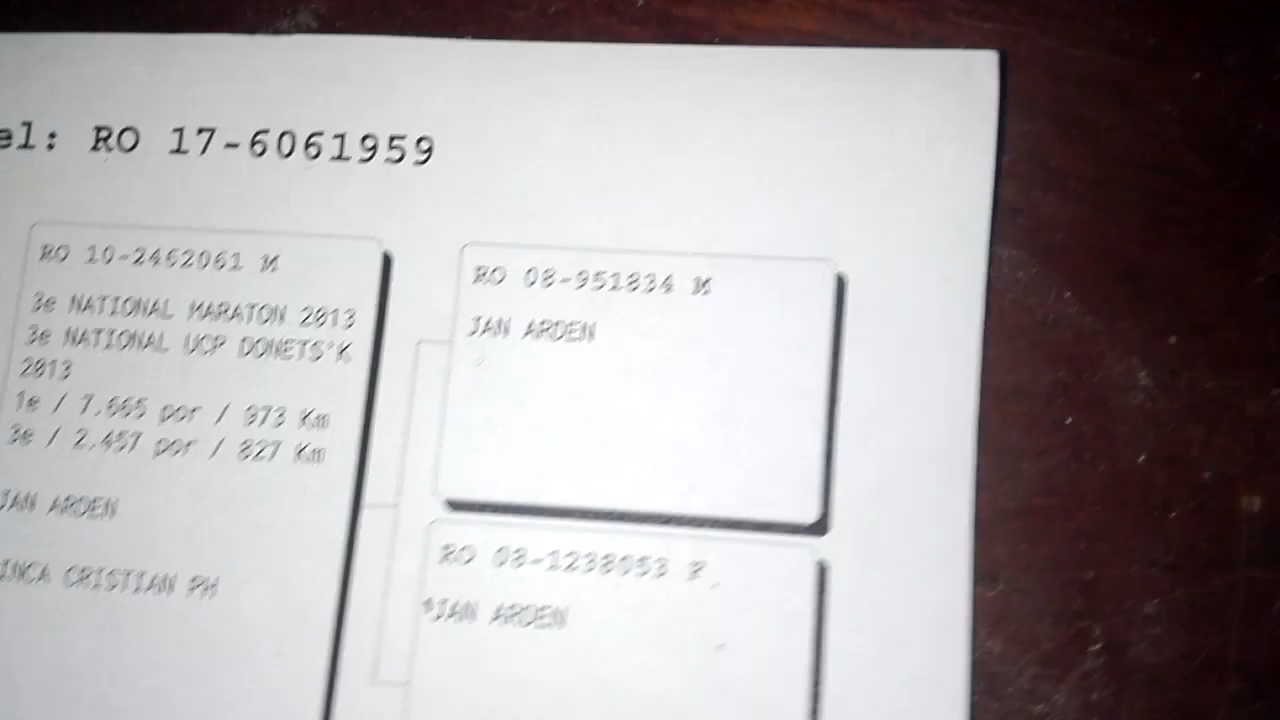 el: RO 17-6061959
RO 10-2462061 M
3e NATIONAL MARATON 2013
3e NATIONAL UCP DONETS'K
2013
1e / 7,665 por / 973 Km
3e / 2,457 por / 827 Km
JAN ARDEN
INCA CRISTIAN PH
RO 08-951834 M
JAN ARDEN
RO 08-1238053 F
*JAN ARDEN